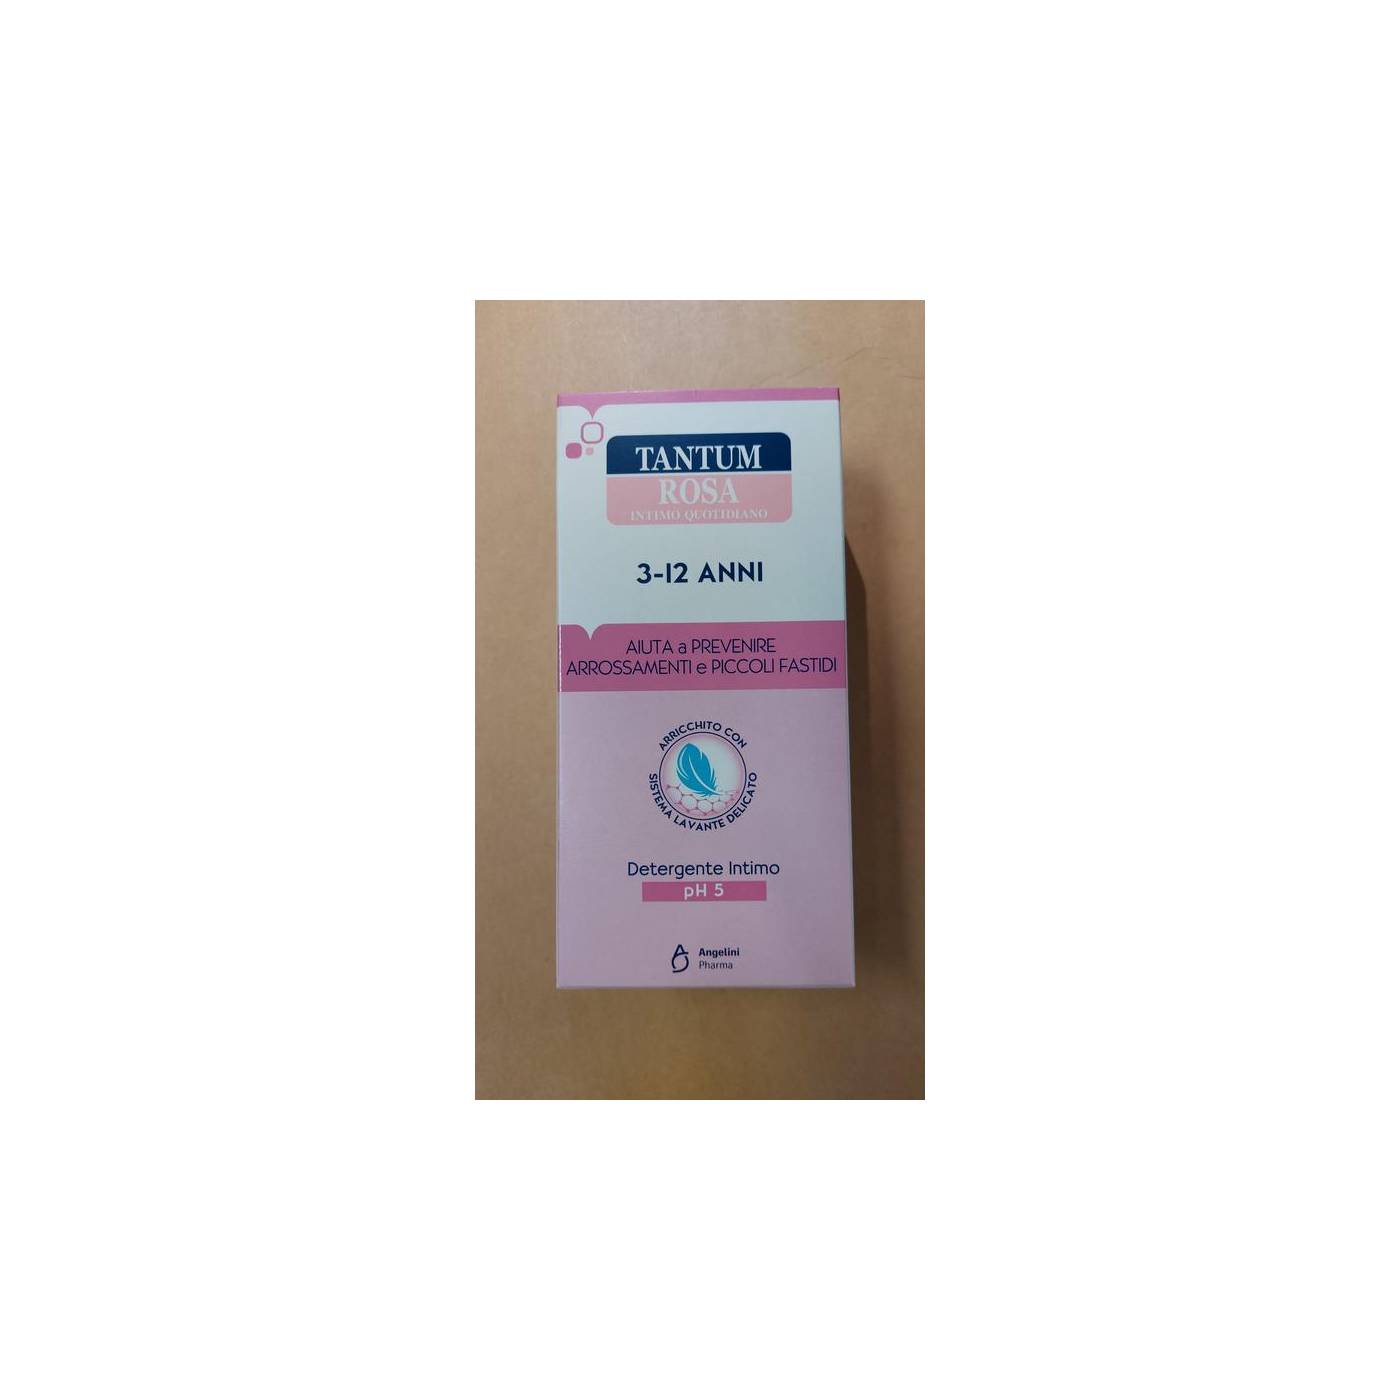 TANTUM
ROSA
INTIMO QUOTIDIANO
3-12 ANNI
AIUTA a PREVENIRE
ARROSSAMENTI e PICCOLI FASTIDI
ARRICCHITO CON
SISTEMA LAVANTE DELICATO
Detergente Intimo
pH 5
Angelini
Pharma